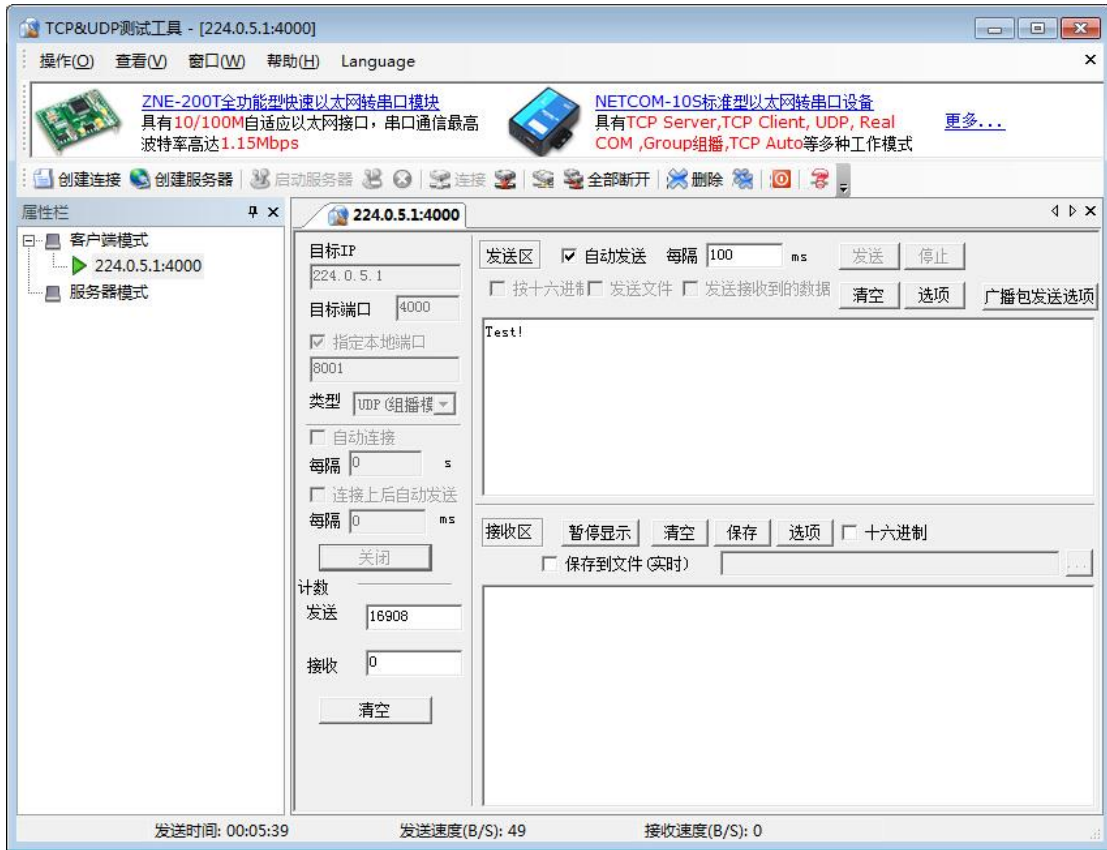 TCP&UDP测试工具 - [224.0.5.1:4000]
操作(O) 查看(V) 窗口(W) 帮助(H) Language
ZNE-200T全功能型快速以太网转串口模块
具有10/100M自适应以太网接口，串口通信最高
波特率高达1.15Mbps
NETCOM-10S标准型以太网转串口设备
具有TCP Server,TCP Client, UDP, Real
COM ,Group组播,TCP Auto等多种工作模式
更多...
创建连接 创建服务器 启动服务器 连接 全部断开 删除
属性栏
客户端模式
224.0.5.1:4000
服务器模式
224.0.5.1:4000
目标IP
224. 0. 5. 1
目标端口 4000
指定本地端口
8001
类型 UDP(组播模
自动连接
每隔 0 s
连接上后自动发送
每隔 0 ms
关闭
计数
发送 16908
接收 0
清空
发送区 自动发送 每隔 100 ms 发送 停止
按十六进制 发送文件 发送接收到的数据 清空 选项 广播包发送选项
Test!
接收区 暂停显示 清空 保存 选项 十六进制
保存到文件(实时) ...
发送时间: 00:05:39 发送速度(B/S): 49 接收速度(B/S): 0